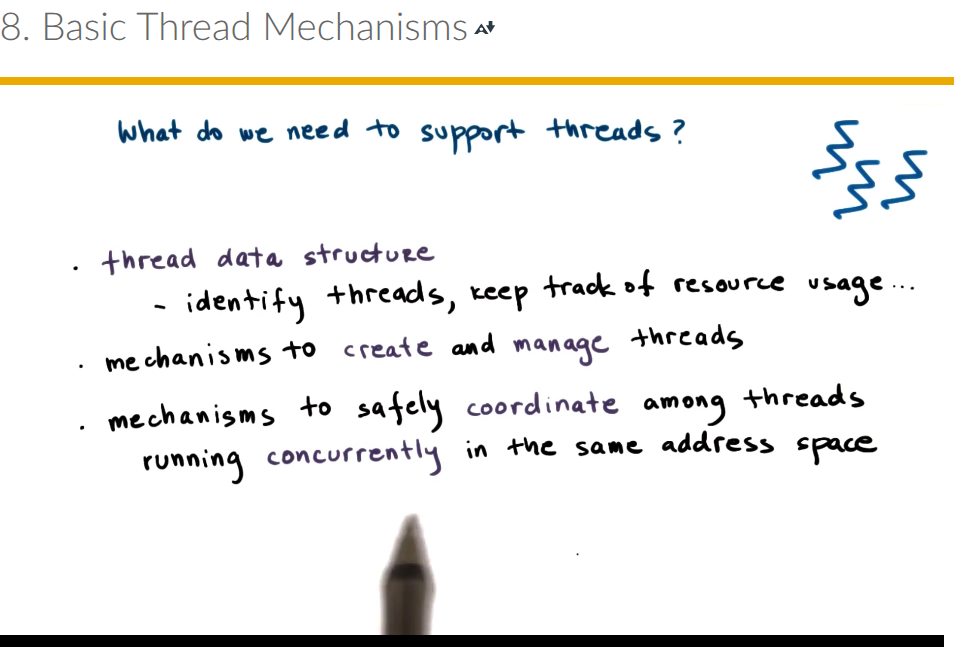 8. Basic Thread Mechanisms
What do we need to support threads?
· thread data structure
- identify threads, keep track of resource usage...
· mechanisms to create and manage threads
· mechanisms to safely coordinate among threads
running concurrently in the same address space